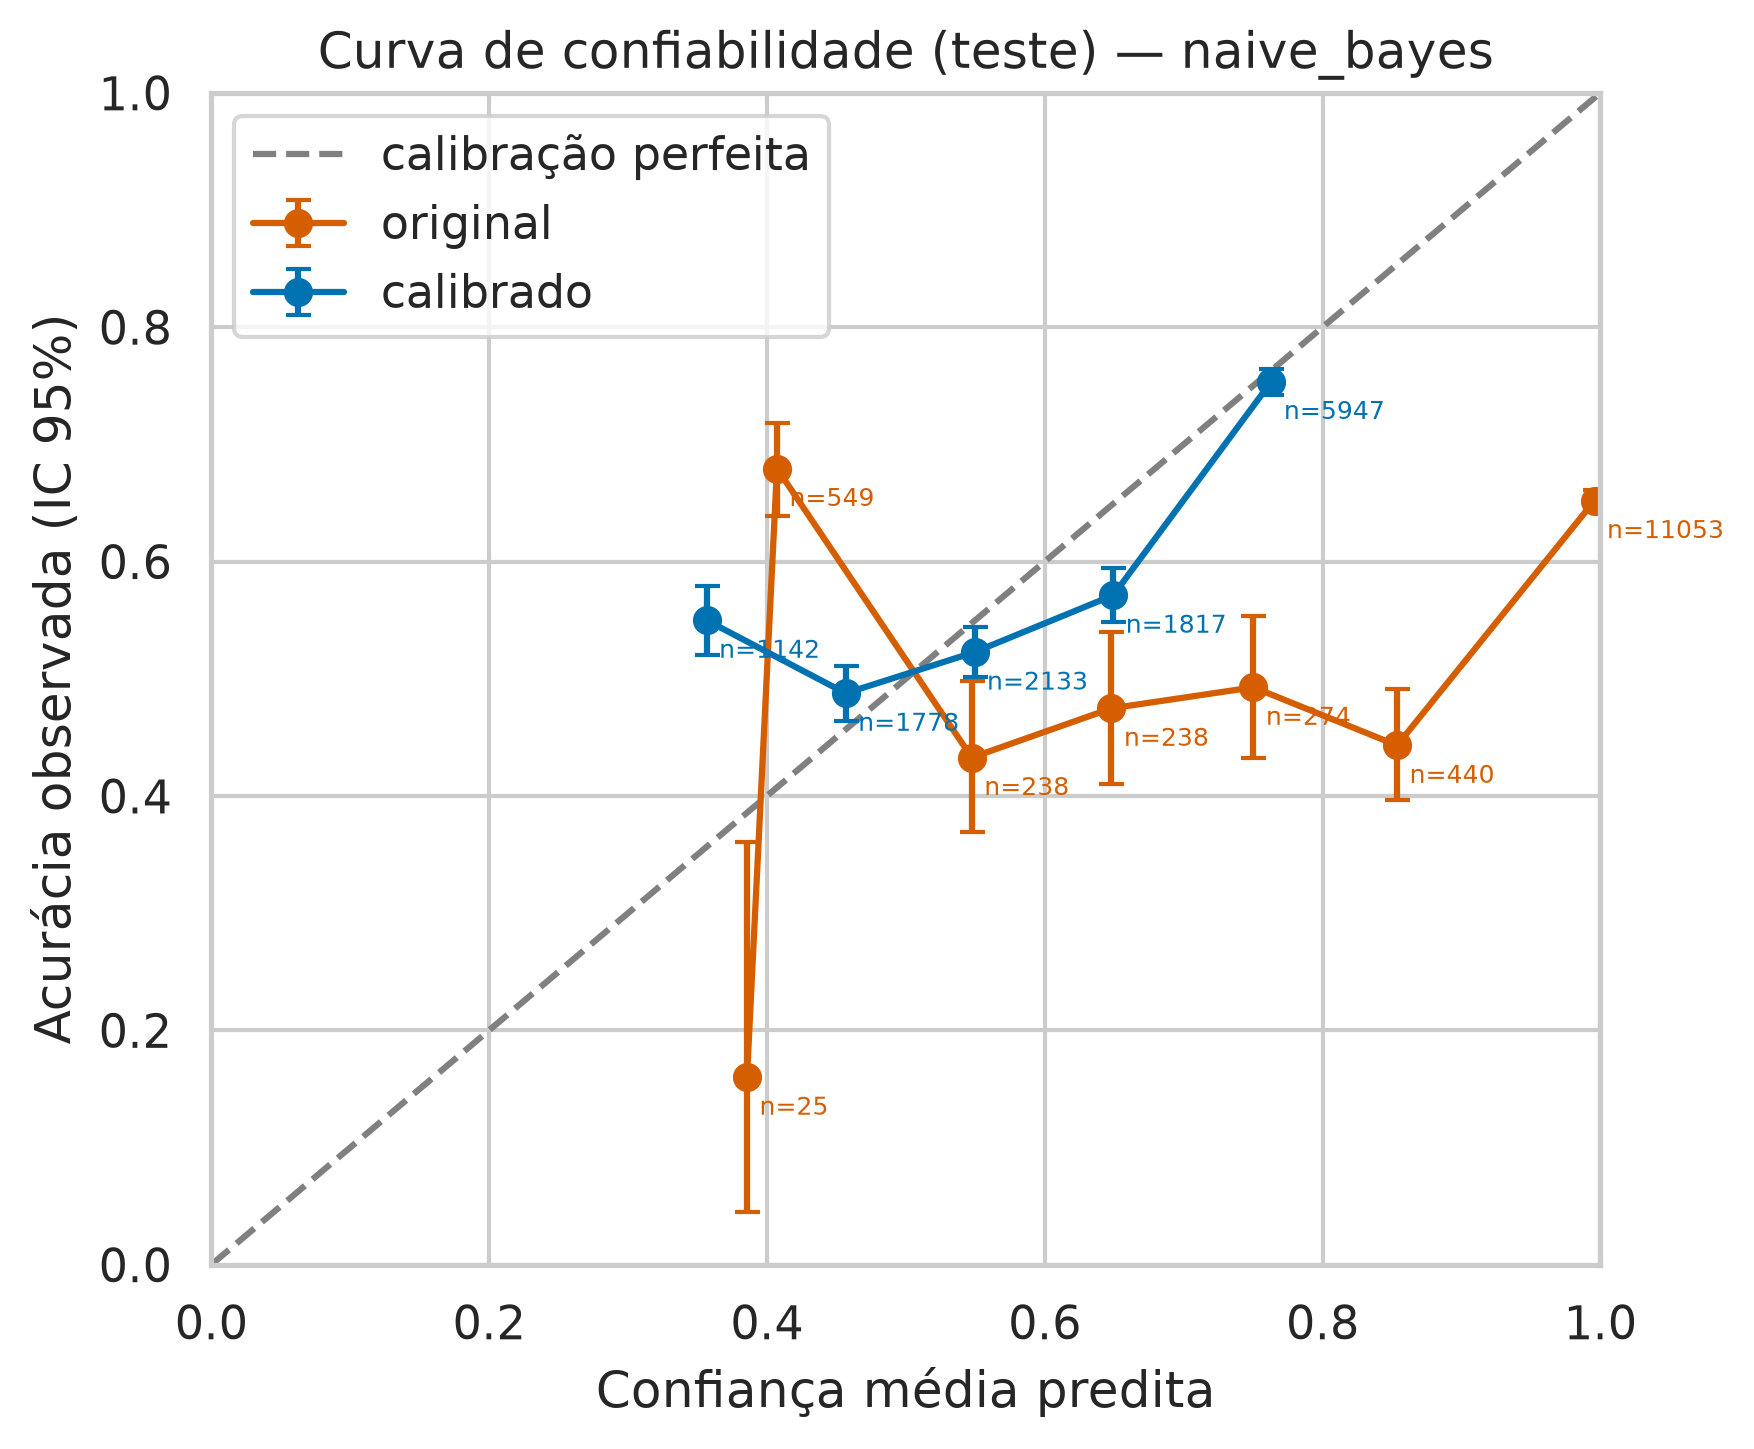 Curva de confiabilidade (teste) — naive_bayes
calibração perfeita
original
calibrado
Acurácia observada (IC 95%)
1.0
0.8
0.6
0.4
0.2
0.0
n=5947
n=549
n=11053
n=1817
n=1142
n=2133
n=1778
n=274
n=238
n=440
n=238
n=25
0.0 0.2 0.4 0.6 0.8 1.0
Confiança média predita